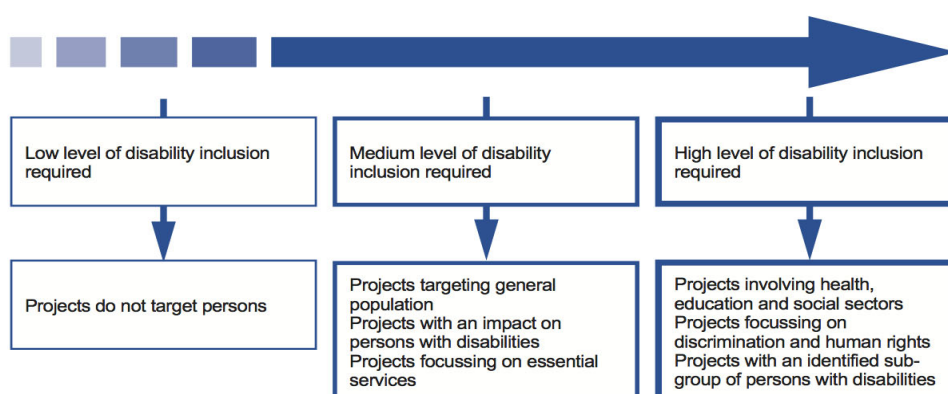 Low level of disability inclusion
required
Medium level of disability
inclusion required
High level of disability inclusion
required
Projects do not target persons
Projects targeting general
population
Projects with an impact on
persons with disabilities
Projects focussing on essential
services
Projects involving health,
education and social sectors
Projects focussing on
discrimination and human rights
Projects with an identified sub-
group of persons with disabilities